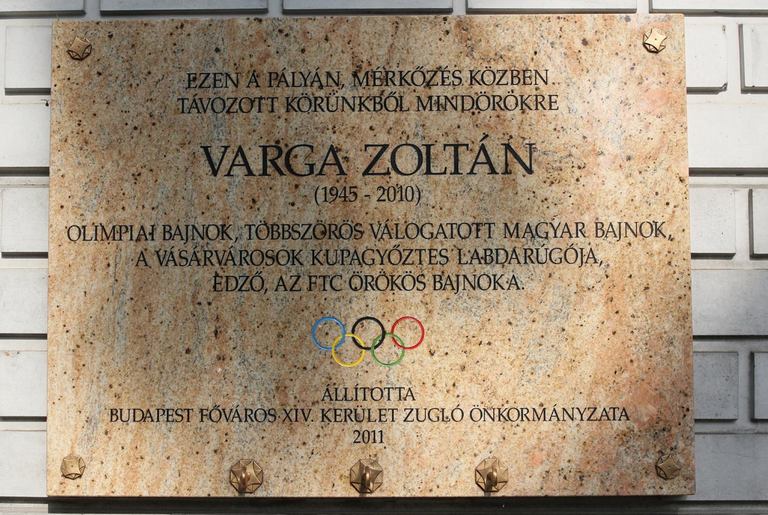 EZEN A PÁLYÁN, MÉRKŐZÉS KÖZBEN
TÁVOZOTT KÖRÜNKBŐL MINDÖRÖKRE
VARGA ZOLTÁN
(1945 - 2010)
OLIMPIAI BAJNOK, TÖBBSZÖRÖS VÁLOGATOTT MAGYAR BAJNOK,
A VÁSÁRVÁROSOK KUPAGYŐZTES LABDARÚGÓJA,
EDZŐ, AZ FTC ÖRÖKÖS BAJNOKA.
ÁLLÍTOTTA
BUDAPEST FŐVÁROS XIV. KERÜLET ZUGLÓ ÖNKORMÁNYZATA
2011